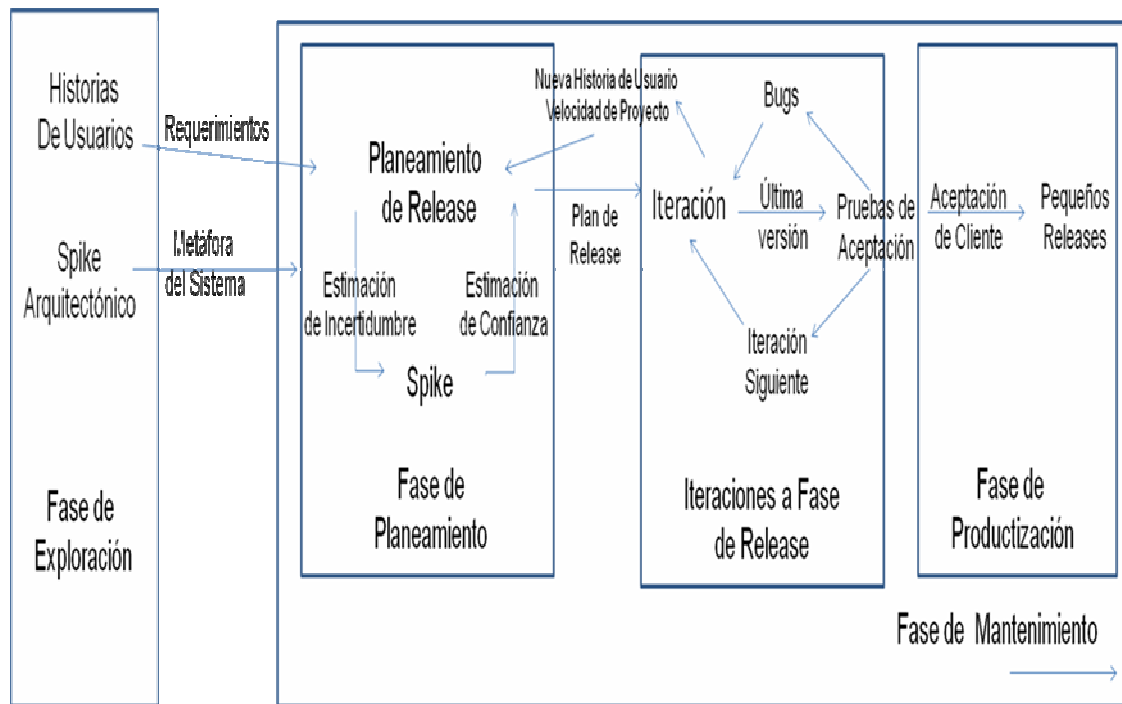 Historias
De Usuarios
Requerimientos
Spike
Arquitectónico
Metáfora
del Sistema
Fase de
Exploración
Planeamiento
de Release
Estimación
de Incertidumbre
Estimación
de Confianza
Spike
Fase de
Planeamiento
Nueva Historia de Usuario
Velocidad de Proyecto
Plan de
Release
Iteración
Bugs
Última
versión
Pruebas de
Aceptación
Iteración
Siguiente
Iteraciones a Fase
de Release
Aceptación
de Cliente
Pequeños
Releases
Fase de
Productización
Fase de Mantenimiento